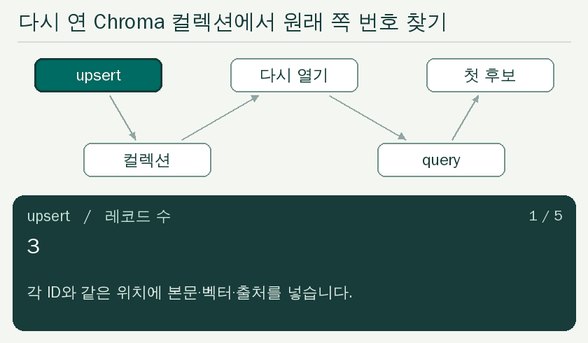 다시 연 Chroma 컬렉션에서 원래 쪽 번호 찾기
upsert
다시 열기
첫 후보
컬렉션
query
upsert / 레코드 수
1 / 5
3
각 ID와 같은 위치에 본문·벡터·출처를 넣습니다.